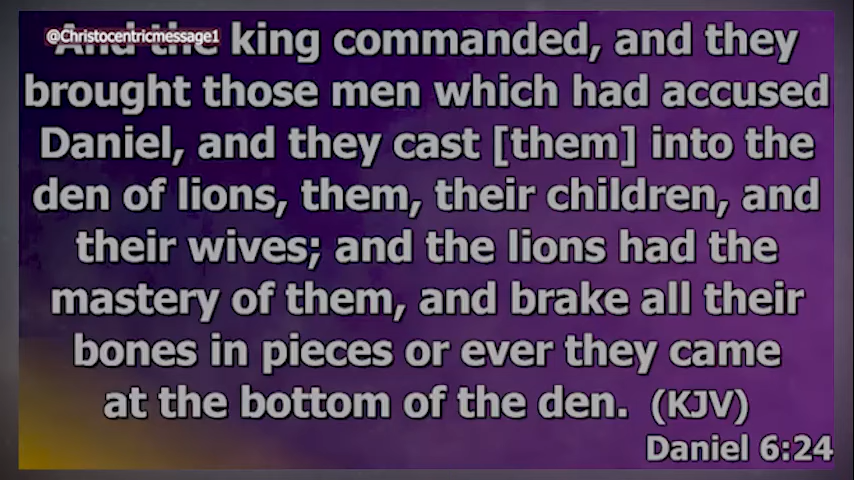 @Christocentricmessage1
And the king commanded, and they
brought those men which had accused
Daniel, and they cast [them] into the
den of lions, them, their children, and
their wives; and the lions had the
mastery of them, and brake all their
bones in pieces or ever they came
at the bottom of the den. (KJV)
Daniel 6:24